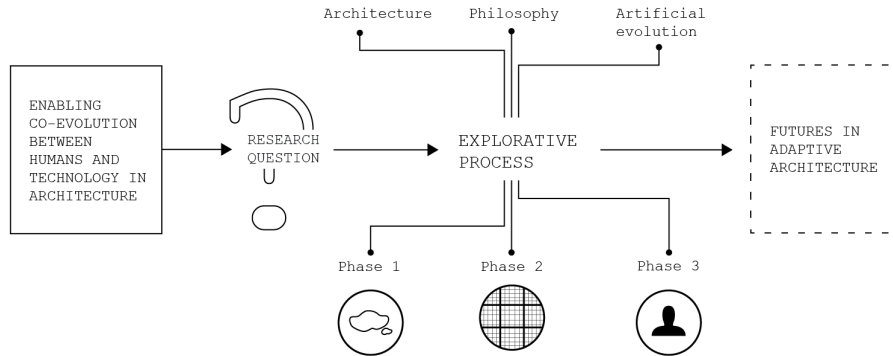 Architecture
Philosophy
Artificial
evolution
ENABLING
CO-EVOLUTION
BETWEEN
HUMANS AND
TECHNOLOGY IN
ARCHITECTURE
RESEARCH
QUESTION
EXPLORATIVE
PROCESS
FUTURES IN
ADAPTIVE
ARCHITECTURE
Phase 1
Phase 2
Phase 3